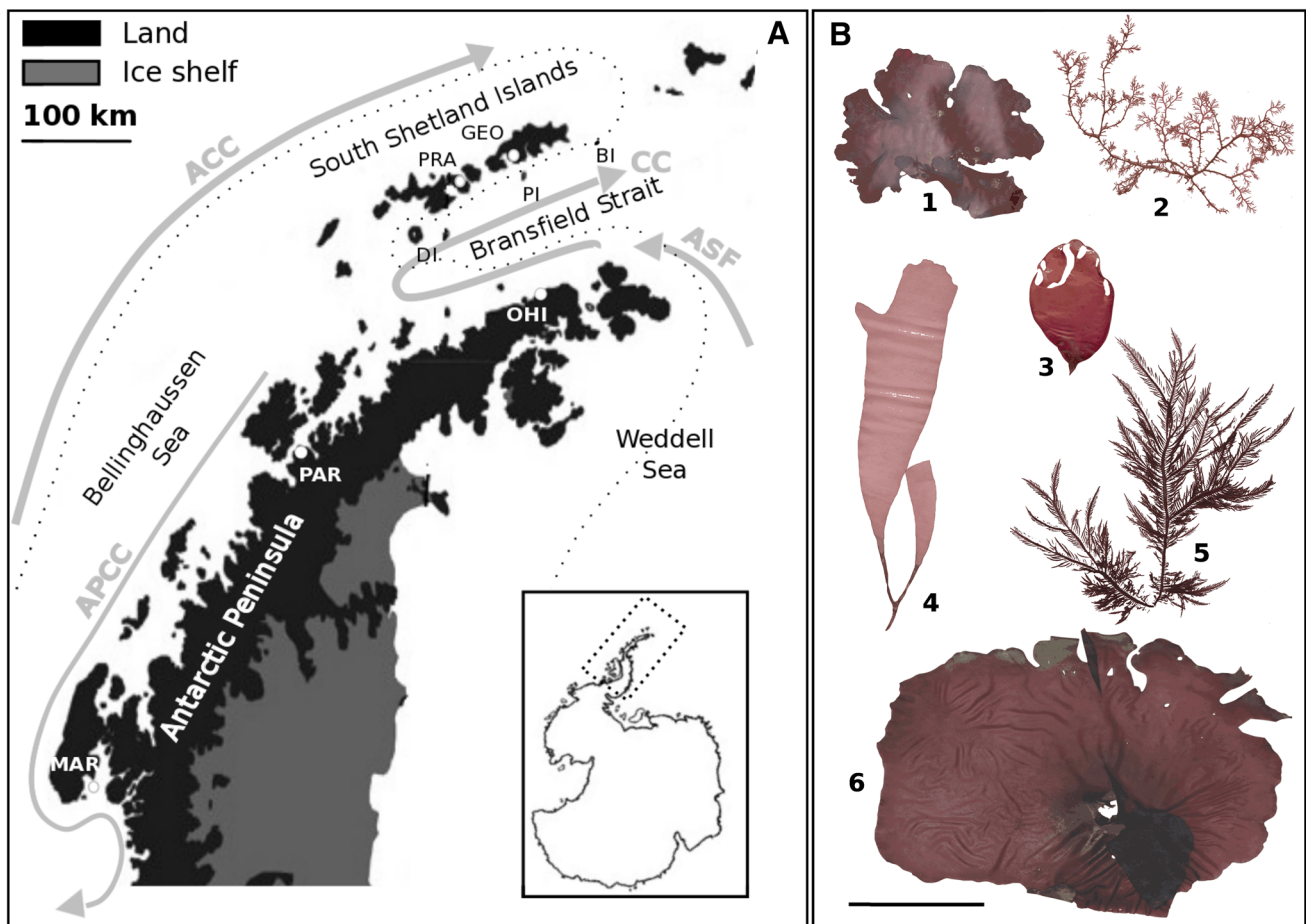 A
Land
Ice shelf
100 km
ACC
South Shetland Islands
GEO
PRA
BI
CC
PI
DI
Bransfield Strait
ASF
OHI
Bellinghaussen
Sea
Weddell
Sea
PAR
APCC
Antarctic Peninsula
MAR
B
1
2
3
4
5
6